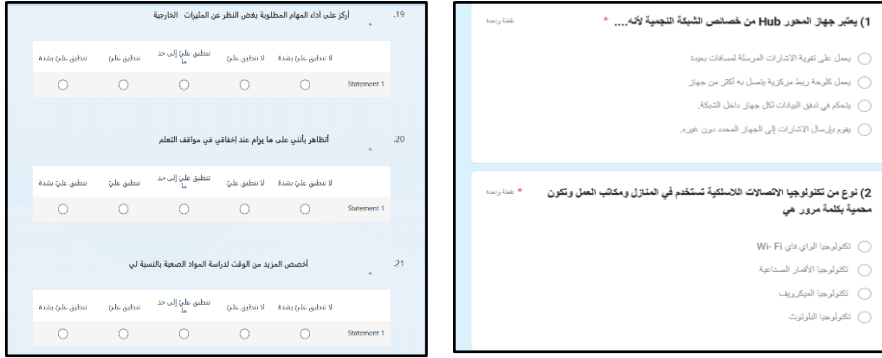 1) يعتبر جهاز المحور Hub من خصائص الشبكة النجمية لأنه.... *
نقطة واحدة
يعمل على تقوية الاشارات المرسلة لمسافات بعيدة
يعمل كلوحة ربط مركزية يتصل به أكثر من جهاز
يتحكم في تدفق البيانات لكل جهاز داخل الشبكة.
يقوم بإرسال الاشارات إلى الجهاز المحدد دون غيره.
2) نوع من تكنولوجيا الاتصالات اللاسلكية تستخدم في المنازل ومكاتب العمل وتكون * نقطة واحدة
محمية بكلمة مرور هي
تكنولوجيا الواي فاي Wi- Fi
تكنولوجيا الأقمار الصناعية
تكنولوجيا الميكرويف
تكنولوجيا البلوتوث
19. أركز على أداء المهام المطلوبة بغض النظر عن المثيرات الخارجية
*
لا تنطبق عليّ بشدة لا تنطبق عليّ تنطبق عليّ إلى حد ما تنطبق عليّ تنطبق عليّ بشدة
Statement 1
20. أتظاهر بأنني على ما يرام عند إخفاقي في مواقف التعلم
*
لا تنطبق عليّ بشدة لا تنطبق عليّ تنطبق عليّ إلى حد ما تنطبق عليّ تنطبق عليّ بشدة
Statement 1
21. أخصص المزيد من الوقت لدراسة المواد الصعبة بالنسبة لي
*
لا تنطبق عليّ بشدة لا تنطبق عليّ تنطبق عليّ إلى حد ما تنطبق عليّ تنطبق عليّ بشدة
Statement 1